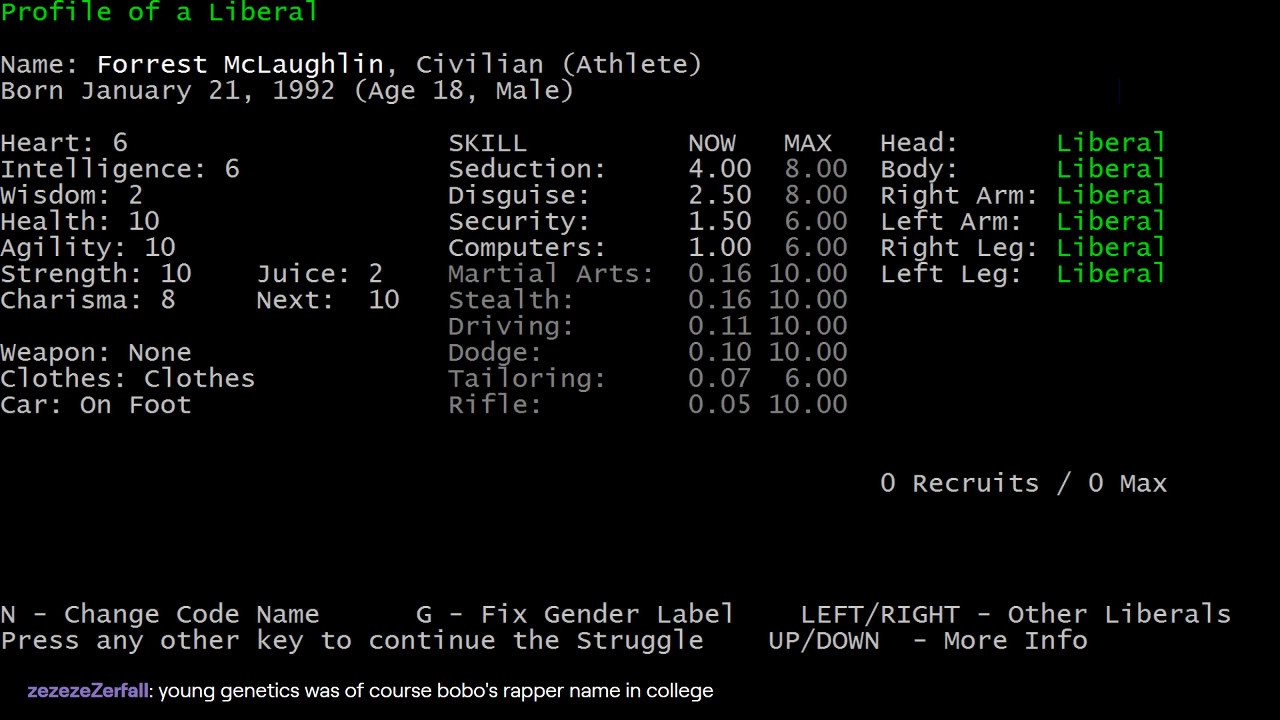 Profile of a Liberal
Name: Forrest McLaughlin, Civilian (Athlete)
Born January 21, 1992 (Age 18, Male)
Heart: 6 SKILL NOW MAX Head: Liberal
Intelligence: 6 Seduction: 4.00 8.00 Body: Liberal
Wisdom: 2 Disguise: 2.50 8.00 Right Arm: Liberal
Health: 10 Security: 1.50 6.00 Left Arm: Liberal
Agility: 10 Computers: 1.00 6.00 Right Leg: Liberal
Strength: 10 Juice: 2 Martial Arts: 0.16 10.00 Left Leg: Liberal
Charisma: 8 Next: 10 Stealth: 0.16 10.00
Driving: 0.11 10.00
Weapon: None Dodge: 0.10 10.00
Clothes: Clothes Tailoring: 0.07 6.00
Car: On Foot Rifle: 0.05 10.00
0 Recruits / 0 Max
N - Change Code Name G - Fix Gender Label LEFT/RIGHT - Other Liberals
Press any other key to continue the Struggle UP/DOWN - More Info
zezezeZerfall: young genetics was of course bobo's rapper name in college